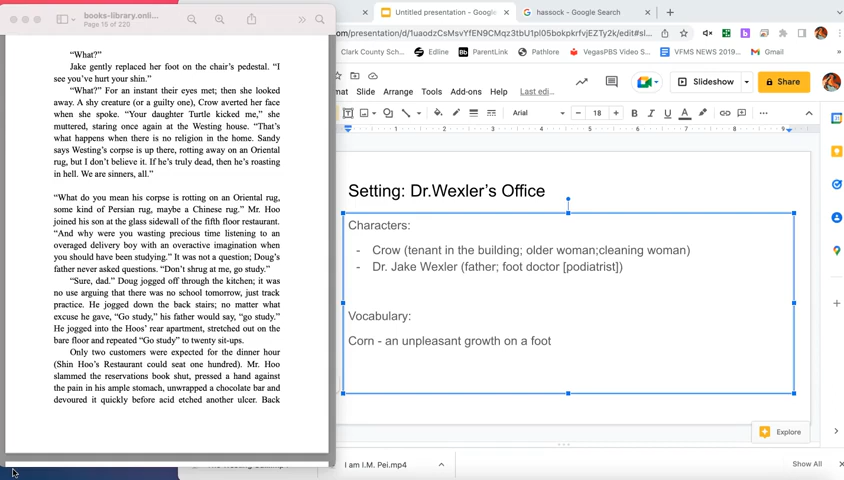 books-library.onli...
Page 15 of 220
“What?”
Jake gently replaced her foot on the chair’s pedestal. “I
see you’ve hurt your shin.”
“What?” For an instant their eyes met; then she looked
away. A shy creature (or a guilty one), Crow averted her face
when she spoke. “Your daughter Turtle kicked me,” she
muttered, staring once again at the Westing house. “That’s
what happens when there is no religion in the home. Sandy
says Westing’s corpse is up there, rotting away on an Oriental
rug, but I don’t believe it. If he’s truly dead, then he’s roasting
in hell. We are sinners, all.”
“What do you mean his corpse is rotting on an Oriental rug,
some kind of Persian rug, maybe a Chinese rug.” Mr. Hoo
joined his son at the glass sidewall of the fifth floor restaurant.
“And why were you wasting precious time listening to an
overaged delivery boy with an overactive imagination when
you should have been studying.” It was not a question; Doug’s
father never asked questions. “Don’t shrug at me, go study.”
“Sure, dad.” Doug jogged off through the kitchen; it was
no use arguing that there was no school tomorrow, just track
practice. He jogged down the back stairs; no matter what
excuse he gave, “Go study,” his father would say, “go study.”
He jogged into the Hoos’ rear apartment, stretched out on the
bare floor and repeated “Go study” to twenty sit-ups.
Only two customers were expected for the dinner hour
(Shin Hoo’s Restaurant could seat one hundred). Mr. Hoo
slammed the reservations book shut, pressed a hand against
the pain in his ample stomach, unwrapped a chocolate bar and
devoured it quickly before acid etched another ulcer. Back
Untitled presentation - Google
hassock - Google Search
1uaodzCsMsvYfEN9CMqz3tbU1pl05bokpkrfvjEZTy2k/edit#sl...
Clark County Sch...
Edline
ParentLink
Pathlore
VegasPBS Video S...
VFMS NEWS 2019...
Gmail
mat Slide Arrange Tools Add-ons Help Last edi...
Slideshow
Share
Arial
18
1 2 3 4 5 6 7 8 9
Setting: Dr.Wexler’s Office
Characters:
- Crow (tenant in the building; older woman;cleaning woman)
- Dr. Jake Wexler (father; foot doctor [podiatrist])
Vocabulary:
Corn - an unpleasant growth on a foot
Explore
I am I.M. Pei.mp4
Show All